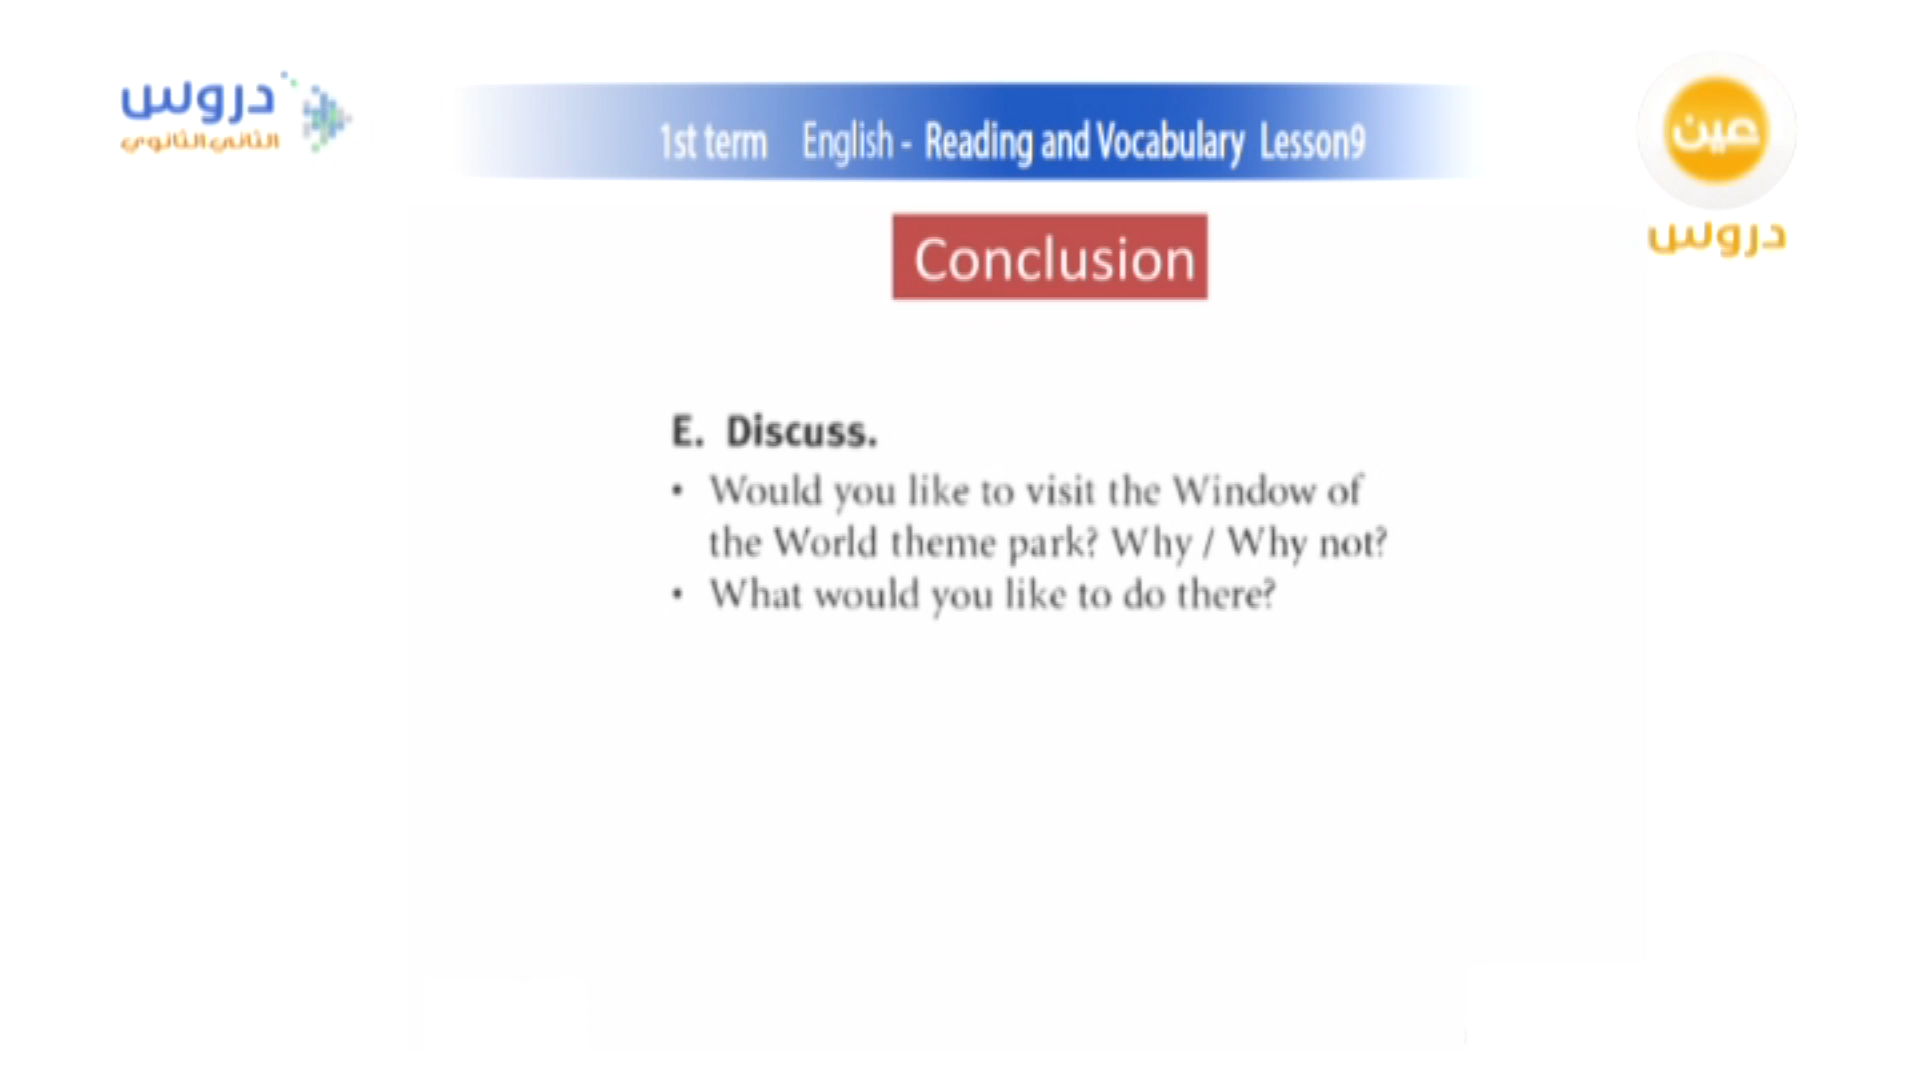 دروس
الثاني الثانوي
1st term English - Reading and Vocabulary Lesson9
عين
دروس
Conclusion
E. Discuss.
• Would you like to visit the Window of
the World theme park? Why / Why not?
• What would you like to do there?